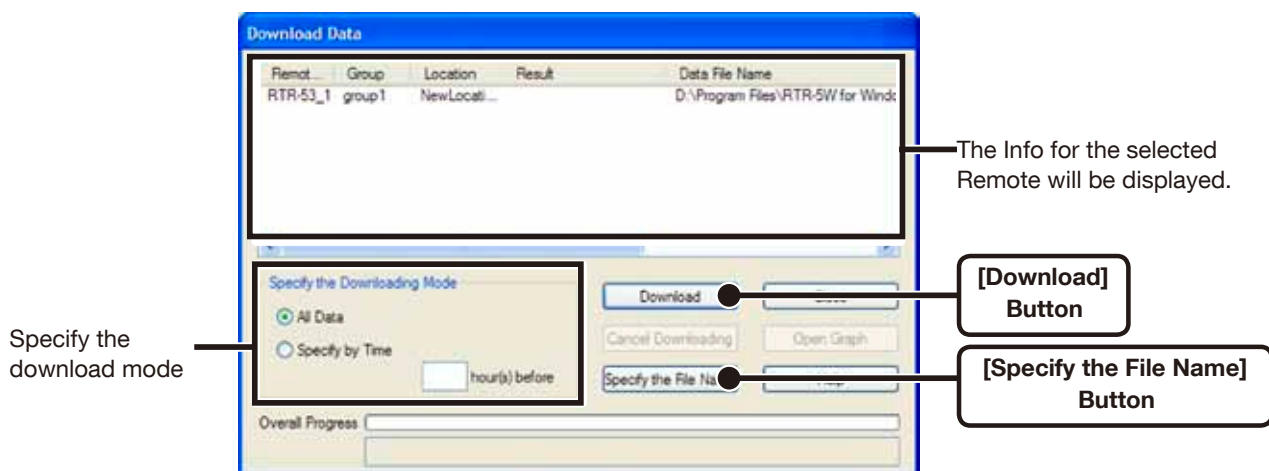 Download Data
Remot... Group Location Result Data File Name
RTR-53_1 group1 NewLocati... D:\Program Files\RTR-5W for Windo
The Info for the selected
Remote will be displayed.
Specify the Downloading Mode
All Data
Specify by Time
hour(s) before
Specify the
download mode
Download
Cancel Downloading
Open Graph
Specify the File Na
[Download]
Button
[Specify the File Name]
Button
Overall Progress